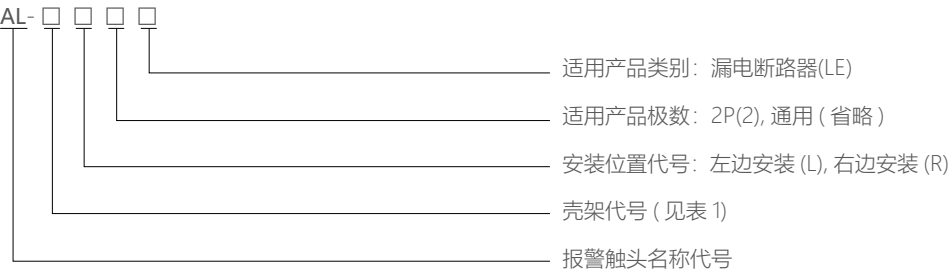 AL-□ □ □ □
适用产品类别：漏电断路器(LE)
适用产品极数：2P(2), 通用 ( 省略 )
安装位置代号：左边安装 (L), 右边安装 (R)
壳架代号 ( 见表 1)
报警触头名称代号